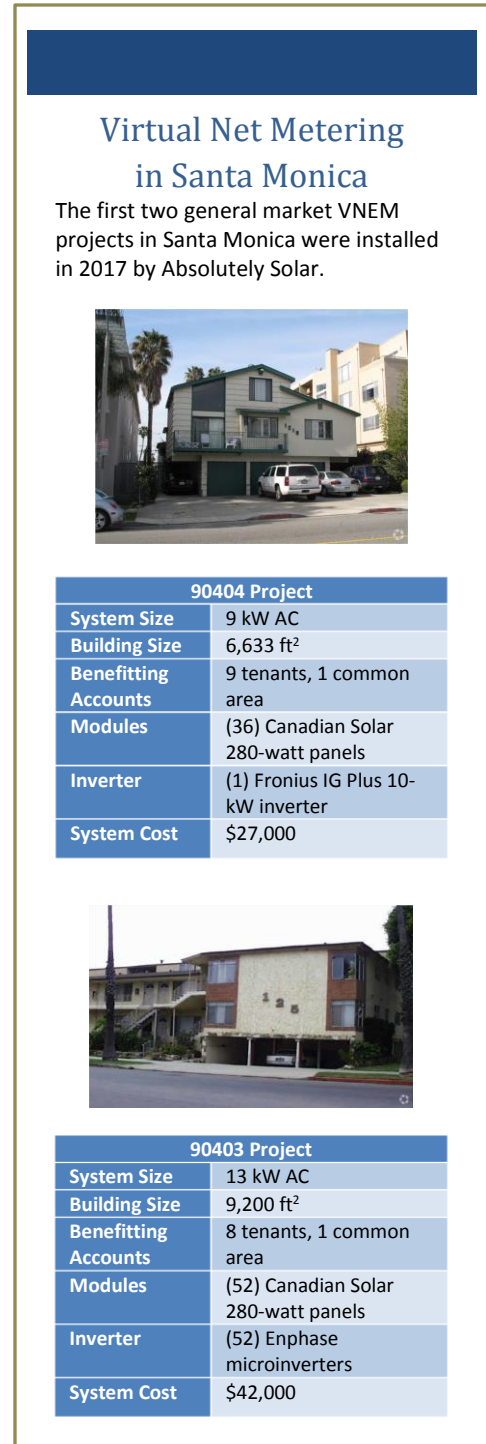 Virtual Net Metering
in Santa Monica
The first two general market VNEM
projects in Santa Monica were installed
in 2017 by Absolutely Solar.
90404 Project
System Size 9 kW AC
Building Size 6,633 ft²
Benefitting 9 tenants, 1 common
Accounts area
Modules (36) Canadian Solar
280-watt panels
Inverter (1) Fronius IG Plus 10-
kW inverter
System Cost $27,000
125
90403 Project
System Size 13 kW AC
Building Size 9,200 ft²
Benefitting 8 tenants, 1 common
Accounts area
Modules (52) Canadian Solar
280-watt panels
Inverter (52) Enphase
microinverters
System Cost $42,000